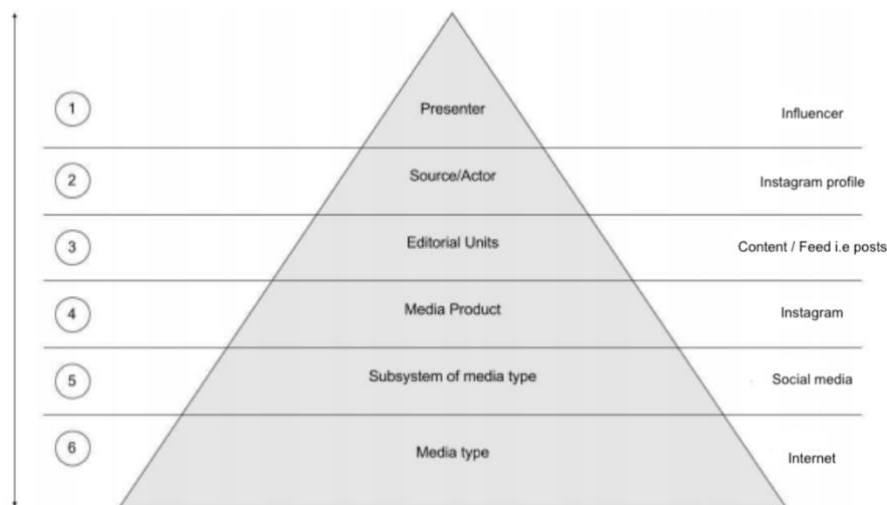 1
Presenter
Influencer
2
Source/Actor
Instagram profile
3
Editorial Units
Content / Feed i.e posts
4
Media Product
Instagram
5
Subsystem of media type
Social media
6
Media type
Internet